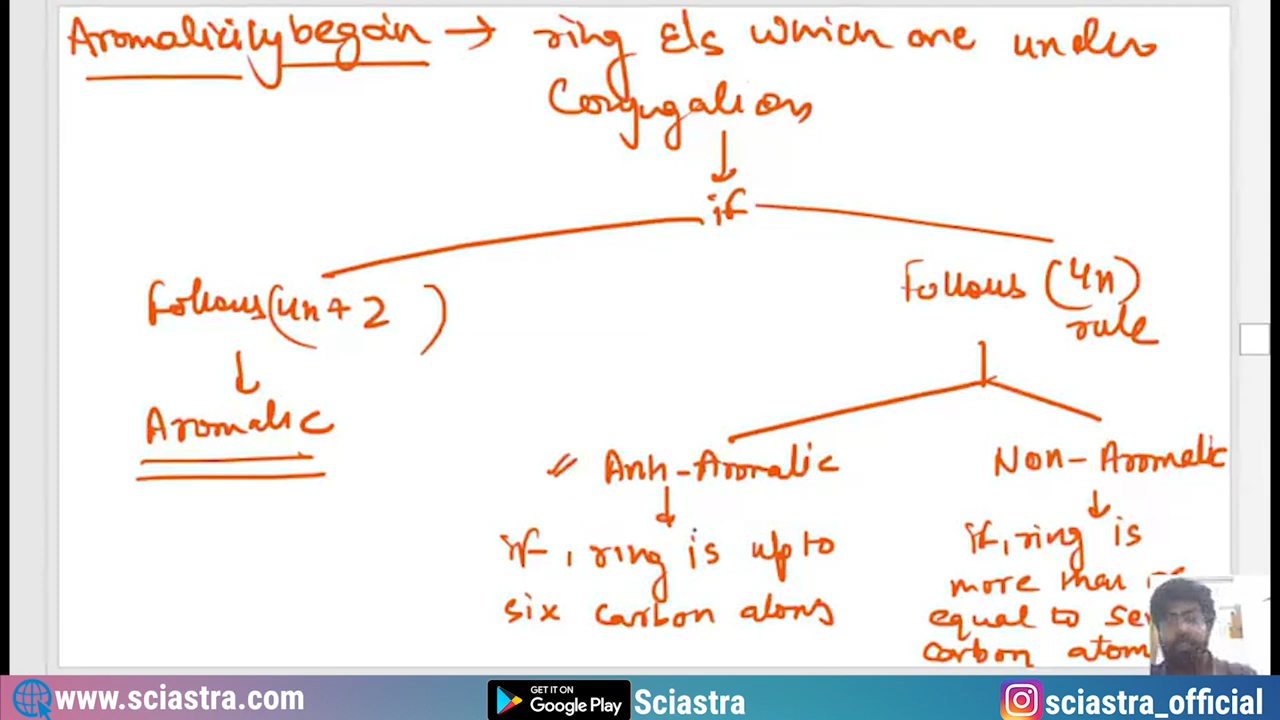 Aromaticity begain → ring e̅s which are under
Conjugations
if
Follows (4n+2)
Follows (4n)
rule
Aromatic
Anti-Aromatic
Non-Aromatic
if, ring is upto
six carbon atoms
if, ring is
more than
equal to
carbon atom
www.sciastra.com
GET IT ON
Google Play
Sciastra
sciastra_official